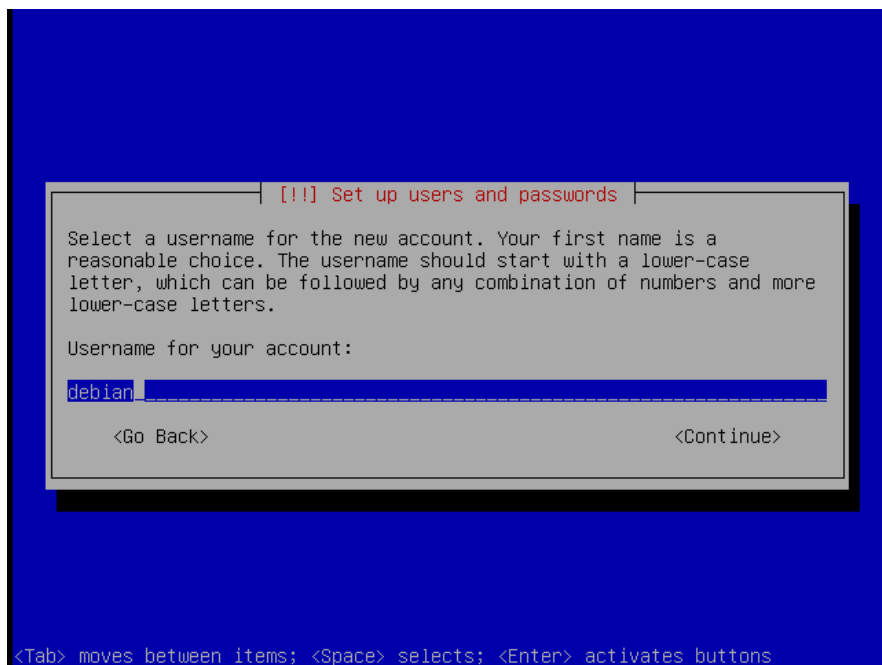 [!!] Set up users and passwords
Select a username for the new account. Your first name is a
reasonable choice. The username should start with a lower-case
letter, which can be followed by any combination of numbers and more
lower-case letters.
Username for your account:
debian
<Go Back> <Continue>
<Tab> moves between items; <Space> selects; <Enter> activates buttons